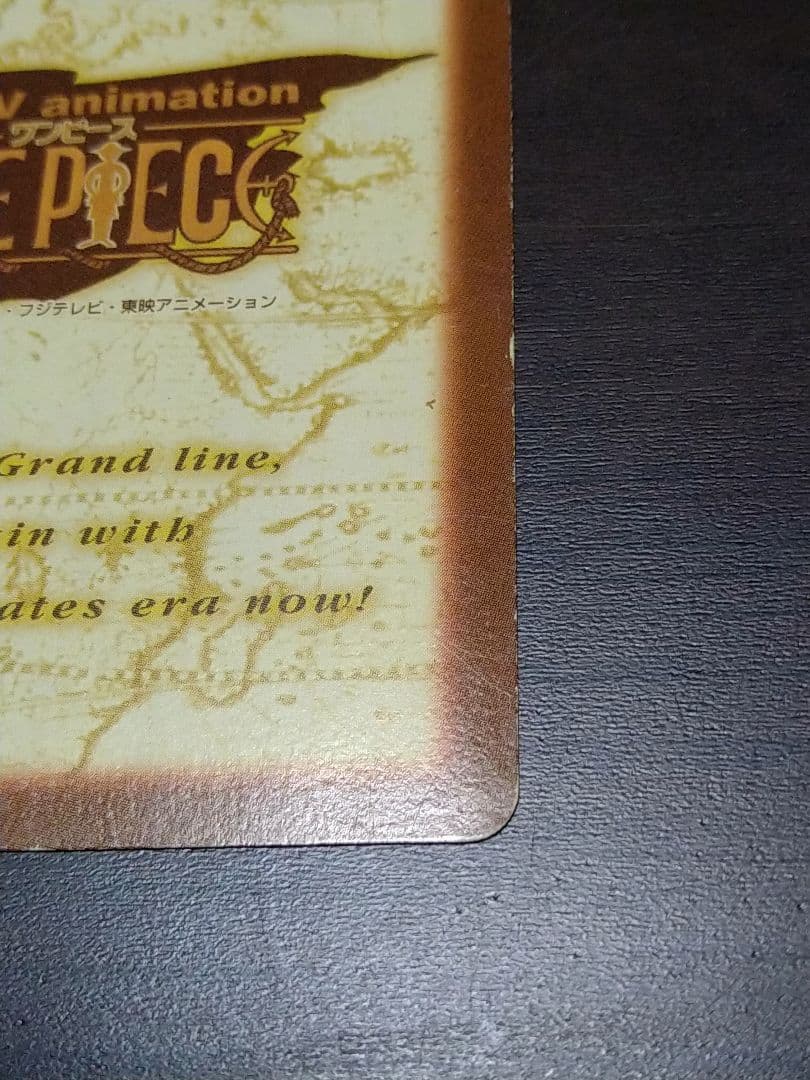 V animation
ワンピース
E PIECE
・フジテレビ・東映アニメーション
Grand line,
in with
ates era now!